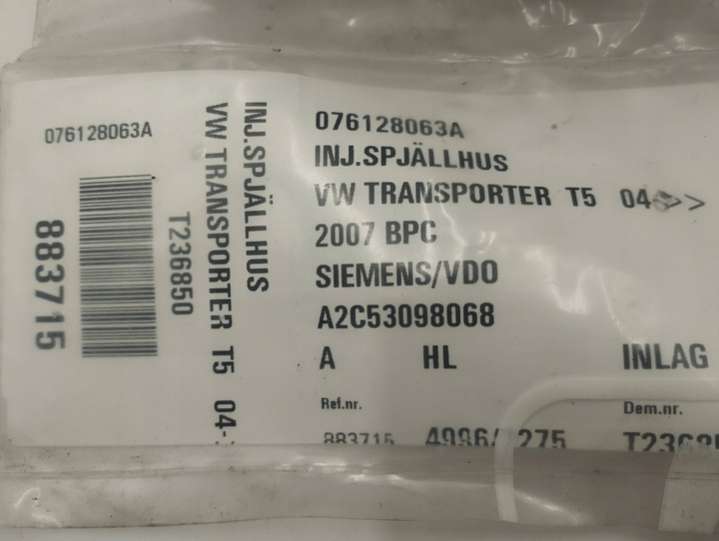 076128063A
883715
T236850
INJ.SPJÄLLHUS
VW TRANSPORTER T5 04-
076128063A
INJ.SPJÄLLHUS
VW TRANSPORTER T5 04->>
2007 BPC
SIEMENS/VDO
A2C53098068
A HL INLAG
Ref.nr. Dem.nr.
883715